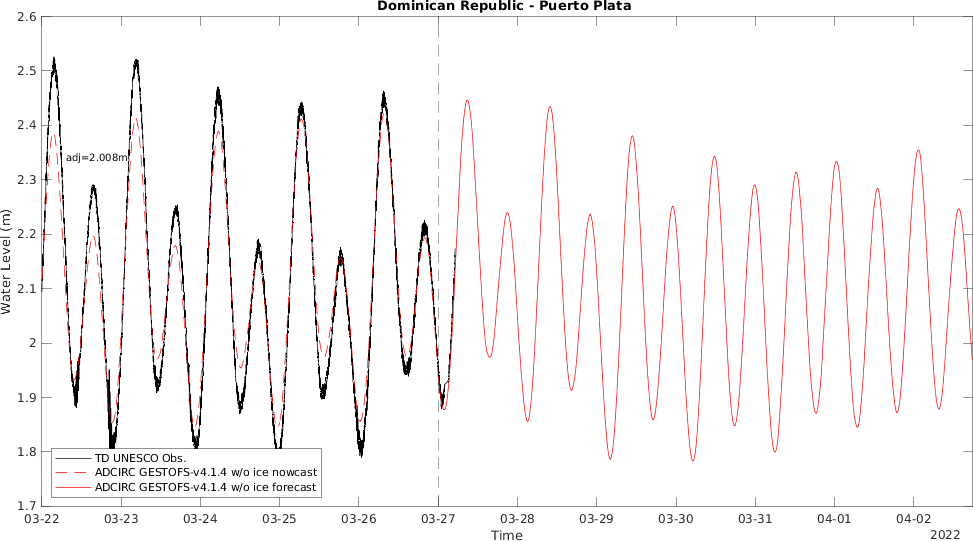 Dominican Republic - Puerto Plata
2.6
2.5
2.4
2.3
2.2
2.1
2
1.9
1.8
1.7
Water Level (m)
adj=2.008m
TD UNESCO Obs.
ADCIRC GESTOFS-v4.1.4 w/o ice nowcast
ADCIRC GESTOFS-v4.1.4 w/o ice forecast
03-22 03-23 03-24 03-25 03-26 03-27 03-28 03-29 03-30 03-31 04-01 04-02
2022
Time